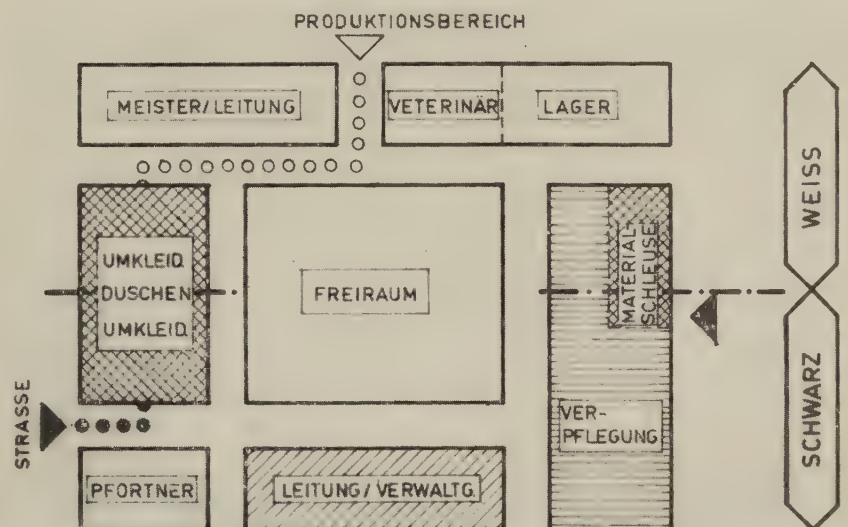 PRODUKTIONSBEREICH
MEISTER/LEITUNG
VETERINÄR
LAGER
WEISS
UMKLEID.
DUSCHEN
UMKLEID.
FREIRAUM
MATERIAL-
SCHLEUSE
STRASSE
VER-
PFLEGUNG
SCHWARZ
PFORTNER
LEITUNG/VERWALTG.